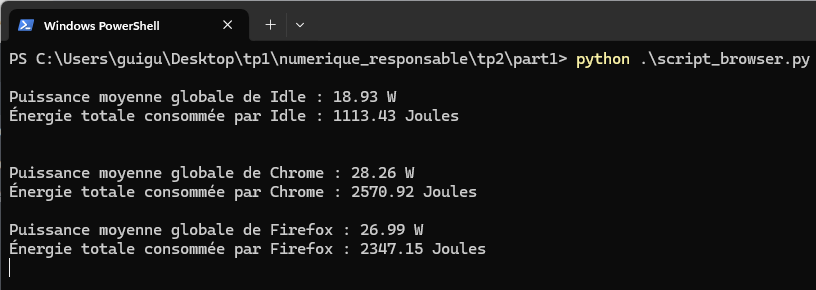 Windows PowerShell
PS C:\Users\guigu\Desktop\tp1\numerique_responsable\tp2\part1> python .\script_browser.py
Puissance moyenne globale de Idle : 18.93 W
Énergie totale consommée par Idle : 1113.43 Joules
Puissance moyenne globale de Chrome : 28.26 W
Énergie totale consommée par Chrome : 2570.92 Joules
Puissance moyenne globale de Firefox : 26.99 W
Énergie totale consommée par Firefox : 2347.15 Joules